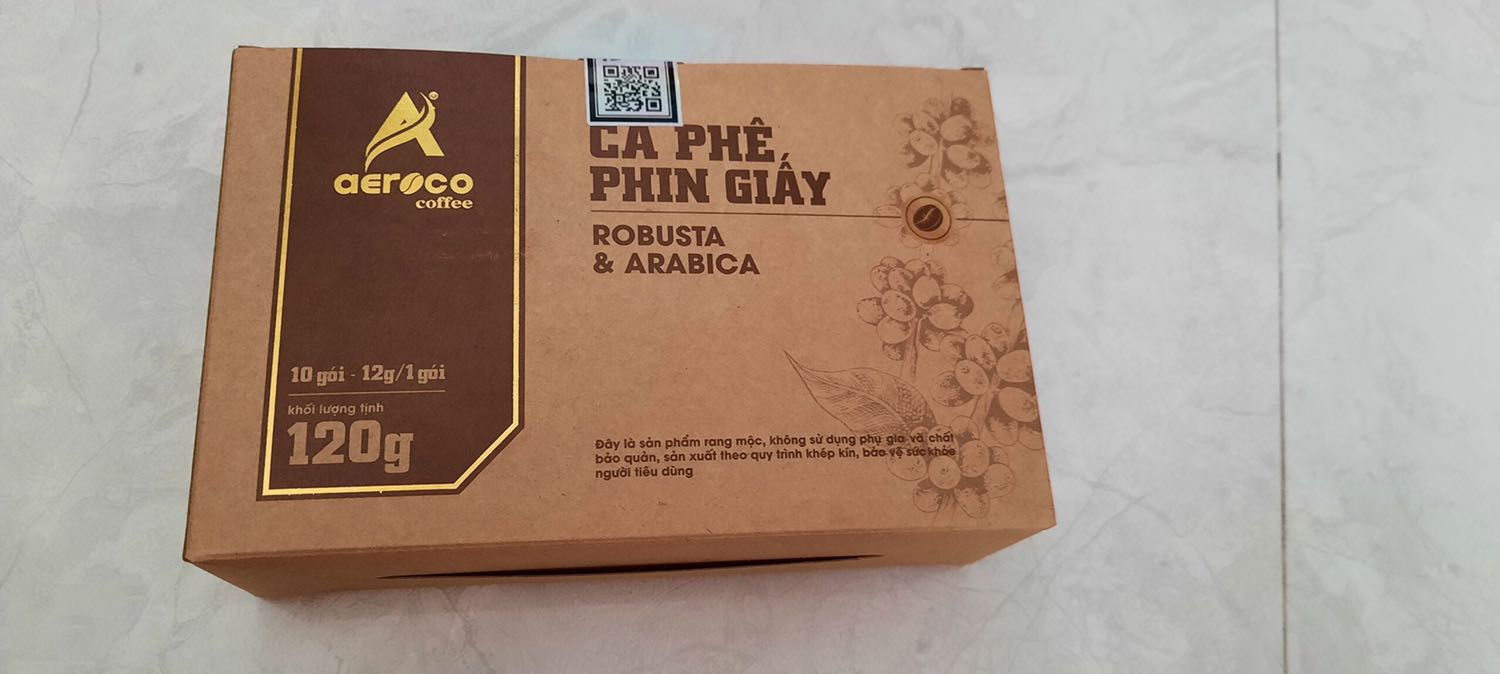 aeroco
coffee
10 gói - 12g/1 gói
khối lượng tịnh
120g
CÀ PHÊ
PHIN GIẤY
ROBUSTA
& ARABICA
Đây là sản phẩm rang mộc, không sử dụng phụ gia và chất
bảo quản, sản xuất theo quy trình khép kín, bảo vệ sức khỏe
người tiêu dùng